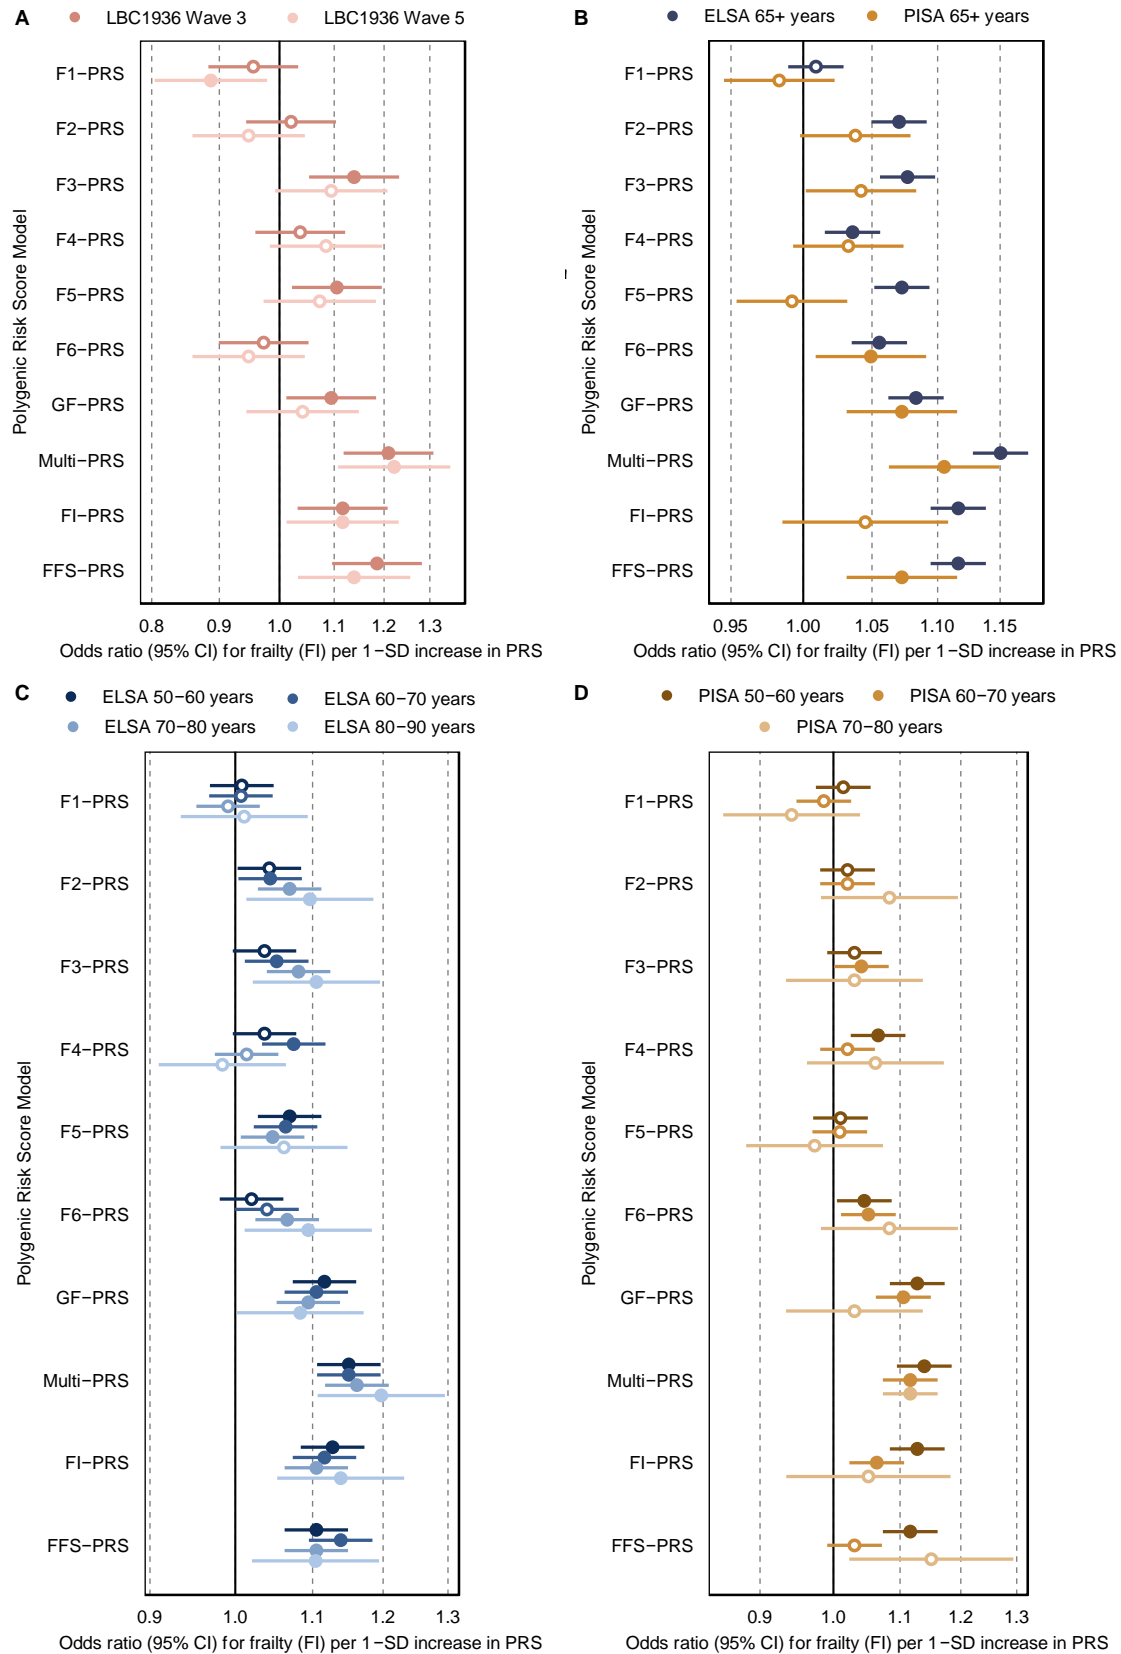 A
LBC1936 Wave 3
LBC1936 Wave 5
Polygenic Risk Score Model
F1−PRS
F2−PRS
F3−PRS
F4−PRS
F5−PRS
F6−PRS
GF−PRS
Multi−PRS
FI−PRS
FFS−PRS
0.8 0.9 1.0 1.1 1.2 1.3
Odds ratio (95% CI) for frailty (FI) per 1−SD increase in PRS
B
ELSA 65+ years
PISA 65+ years
Polygenic Risk Score Model
F1−PRS
F2−PRS
F3−PRS
F4−PRS
F5−PRS
F6−PRS
GF−PRS
Multi−PRS
FI−PRS
FFS−PRS
0.95 1.00 1.05 1.10 1.15
Odds ratio (95% CI) for frailty (FI) per 1−SD increase in PRS
C
ELSA 50−60 years
ELSA 60−70 years
ELSA 70−80 years
ELSA 80−90 years
Polygenic Risk Score Model
F1−PRS
F2−PRS
F3−PRS
F4−PRS
F5−PRS
F6−PRS
GF−PRS
Multi−PRS
FI−PRS
FFS−PRS
0.9 1.0 1.1 1.2 1.3
Odds ratio (95% CI) for frailty (FI) per 1−SD increase in PRS
D
PISA 50−60 years
PISA 60−70 years
PISA 70−80 years
Polygenic Risk Score Model
F1−PRS
F2−PRS
F3−PRS
F4−PRS
F5−PRS
F6−PRS
GF−PRS
Multi−PRS
FI−PRS
FFS−PRS
0.9 1.0 1.1 1.2 1.3
Odds ratio (95% CI) for frailty (FI) per 1−SD increase in PRS